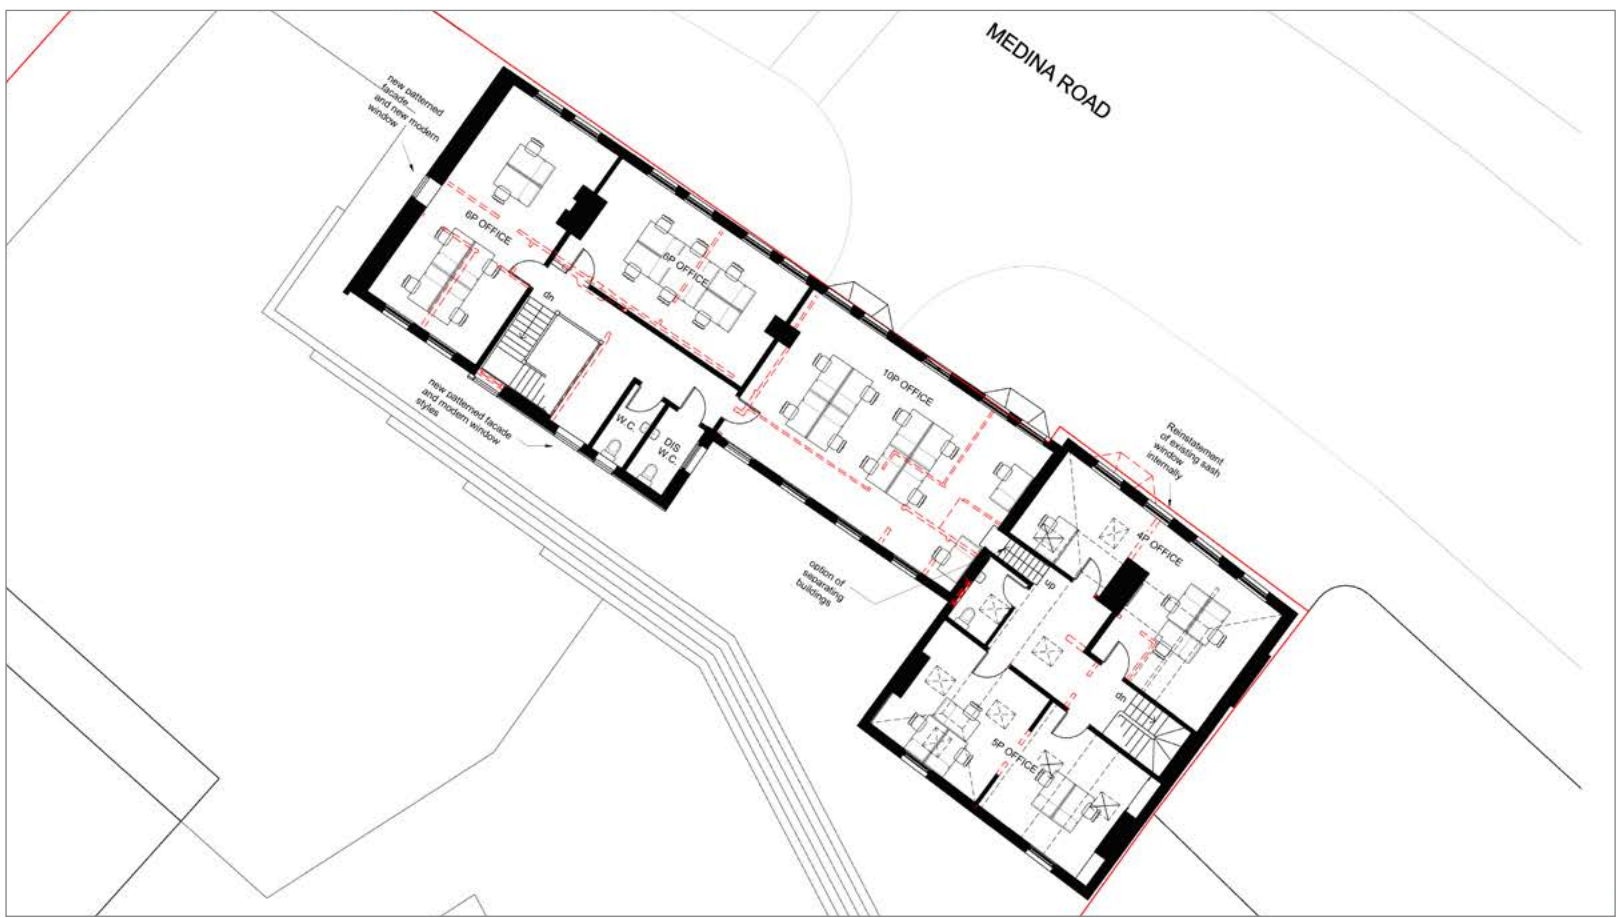 MEDINA ROAD
new patterned
facade
and new modern
window
6P OFFICE
6P OFFICE
dn
10P OFFICE
new patterned facade
and modern window
styles
W.C.
DIS
W.C.
Reinstatement
of existing sash
window
internally
4P OFFICE
option of
separating
buildings
up
dn
5P OFFICE